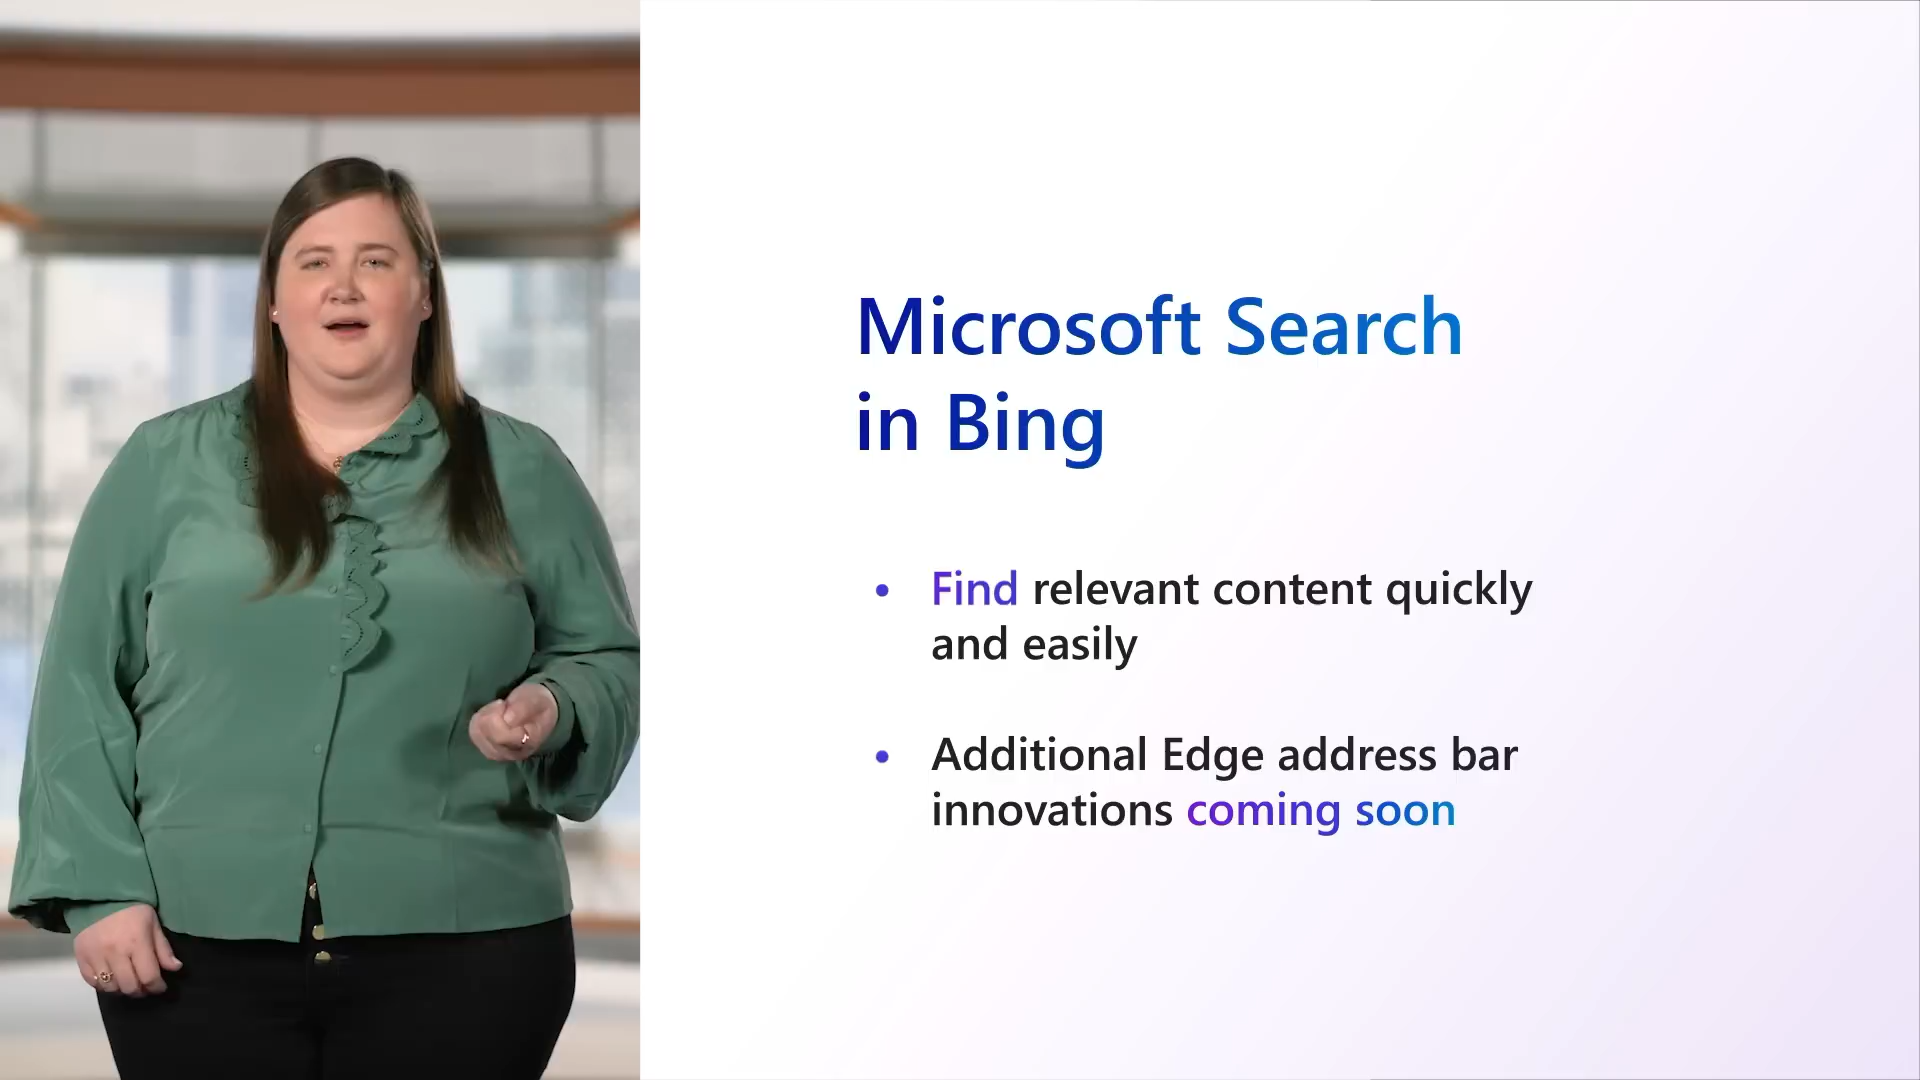 Microsoft Search
in Bing
• Find relevant content quickly
and easily
• Additional Edge address bar
innovations coming soon